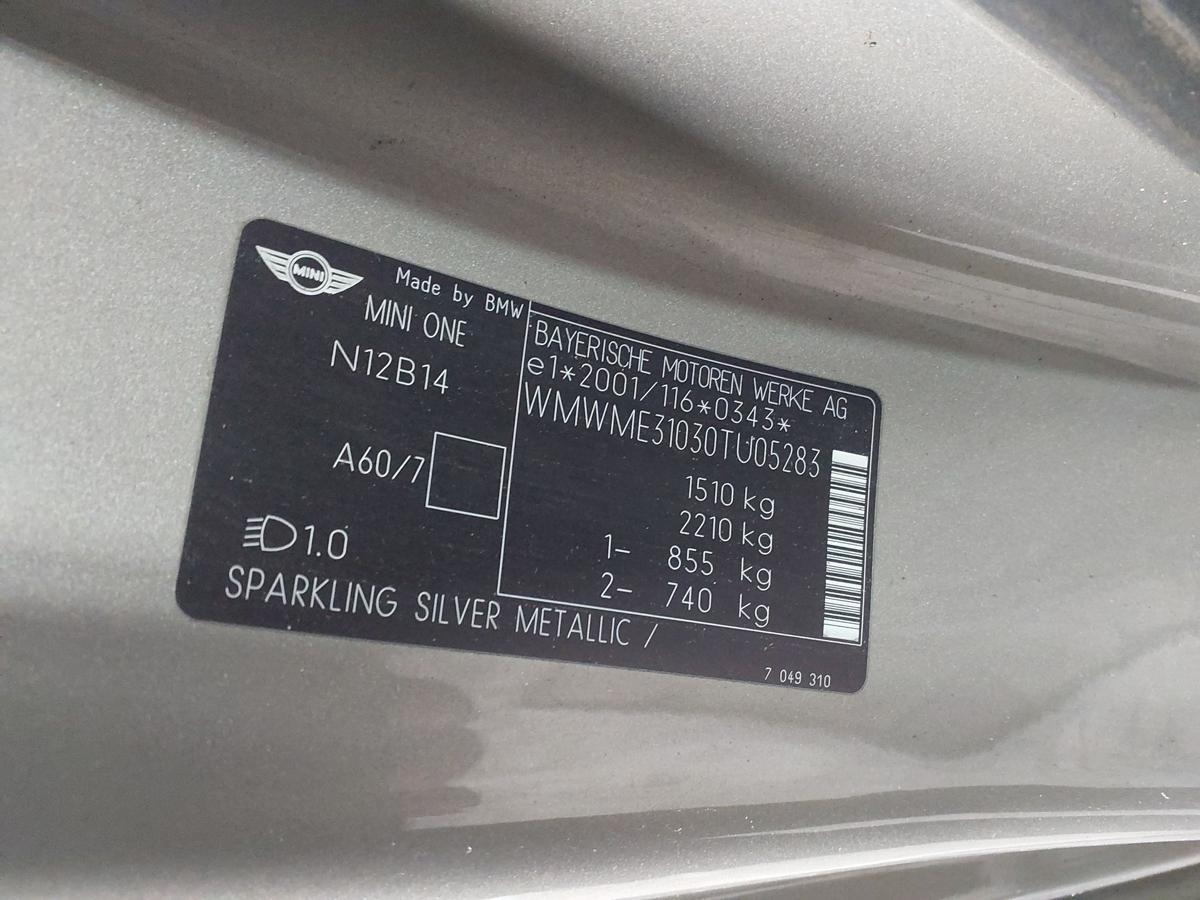 MINI
Made by BMW
MINI ONE
N12B14
A60/7
1.0
SPARKLING SILVER METALLIC /
BAYERISCHE MOTOREN WERKE AG
e1*2001/116*0343*
WMWME31030TU05283
1510 kg
2210 kg
1- 855 kg
2- 740 kg
7 049 310